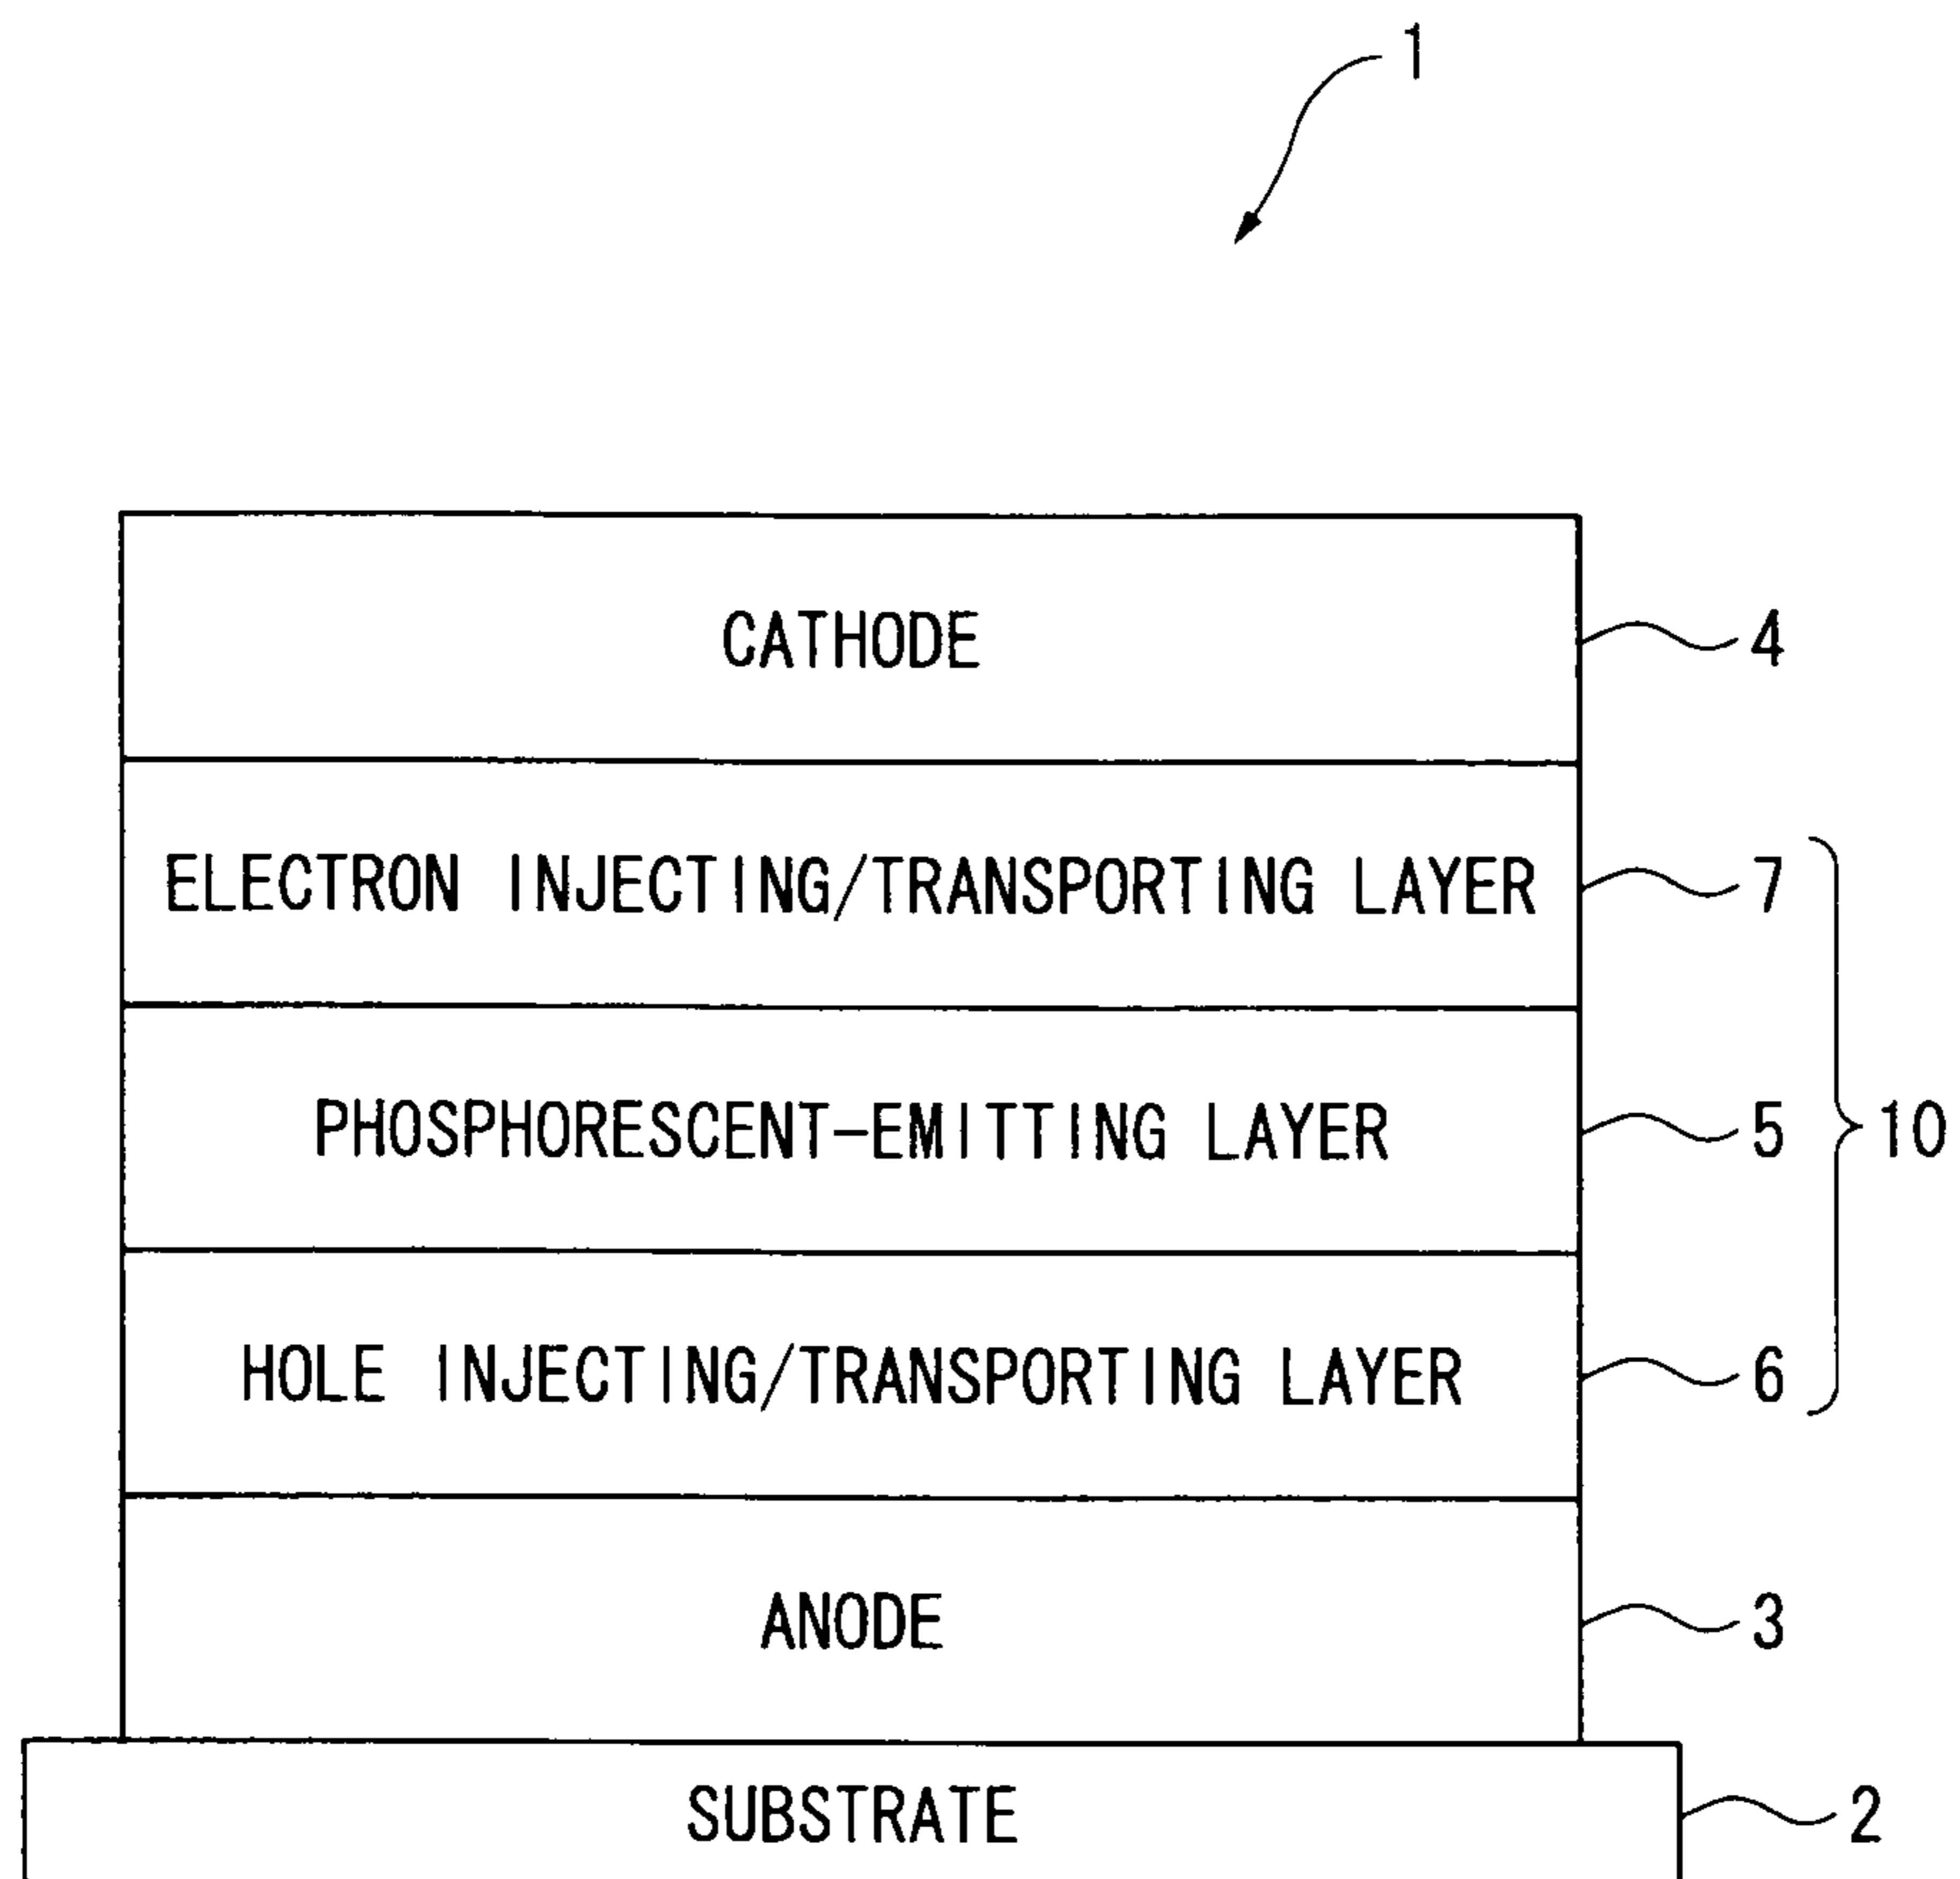 1
CATHODE 4
ELECTRON INJECTING/TRANSPORTING LAYER 7
PHOSPHORESCENT-EMITTING LAYER 5 10
HOLE INJECTING/TRANSPORTING LAYER 6
ANODE 3
SUBSTRATE 2